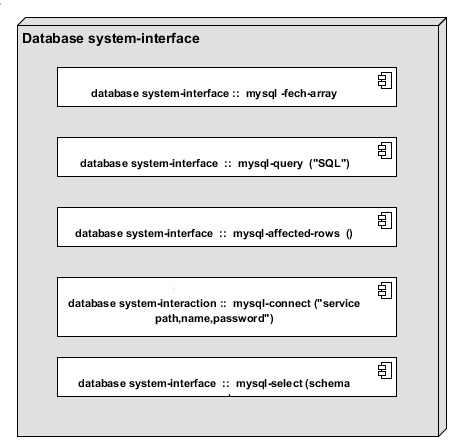 Database system-interface
database system-interface :: mysql -fech-array
database system-interface :: mysql-query ("SQL")
database system-interface :: mysql-affected-rows ()
database system-interaction :: mysql-connect ("service
path,name,password")
database system-interface :: mysql-select (schema